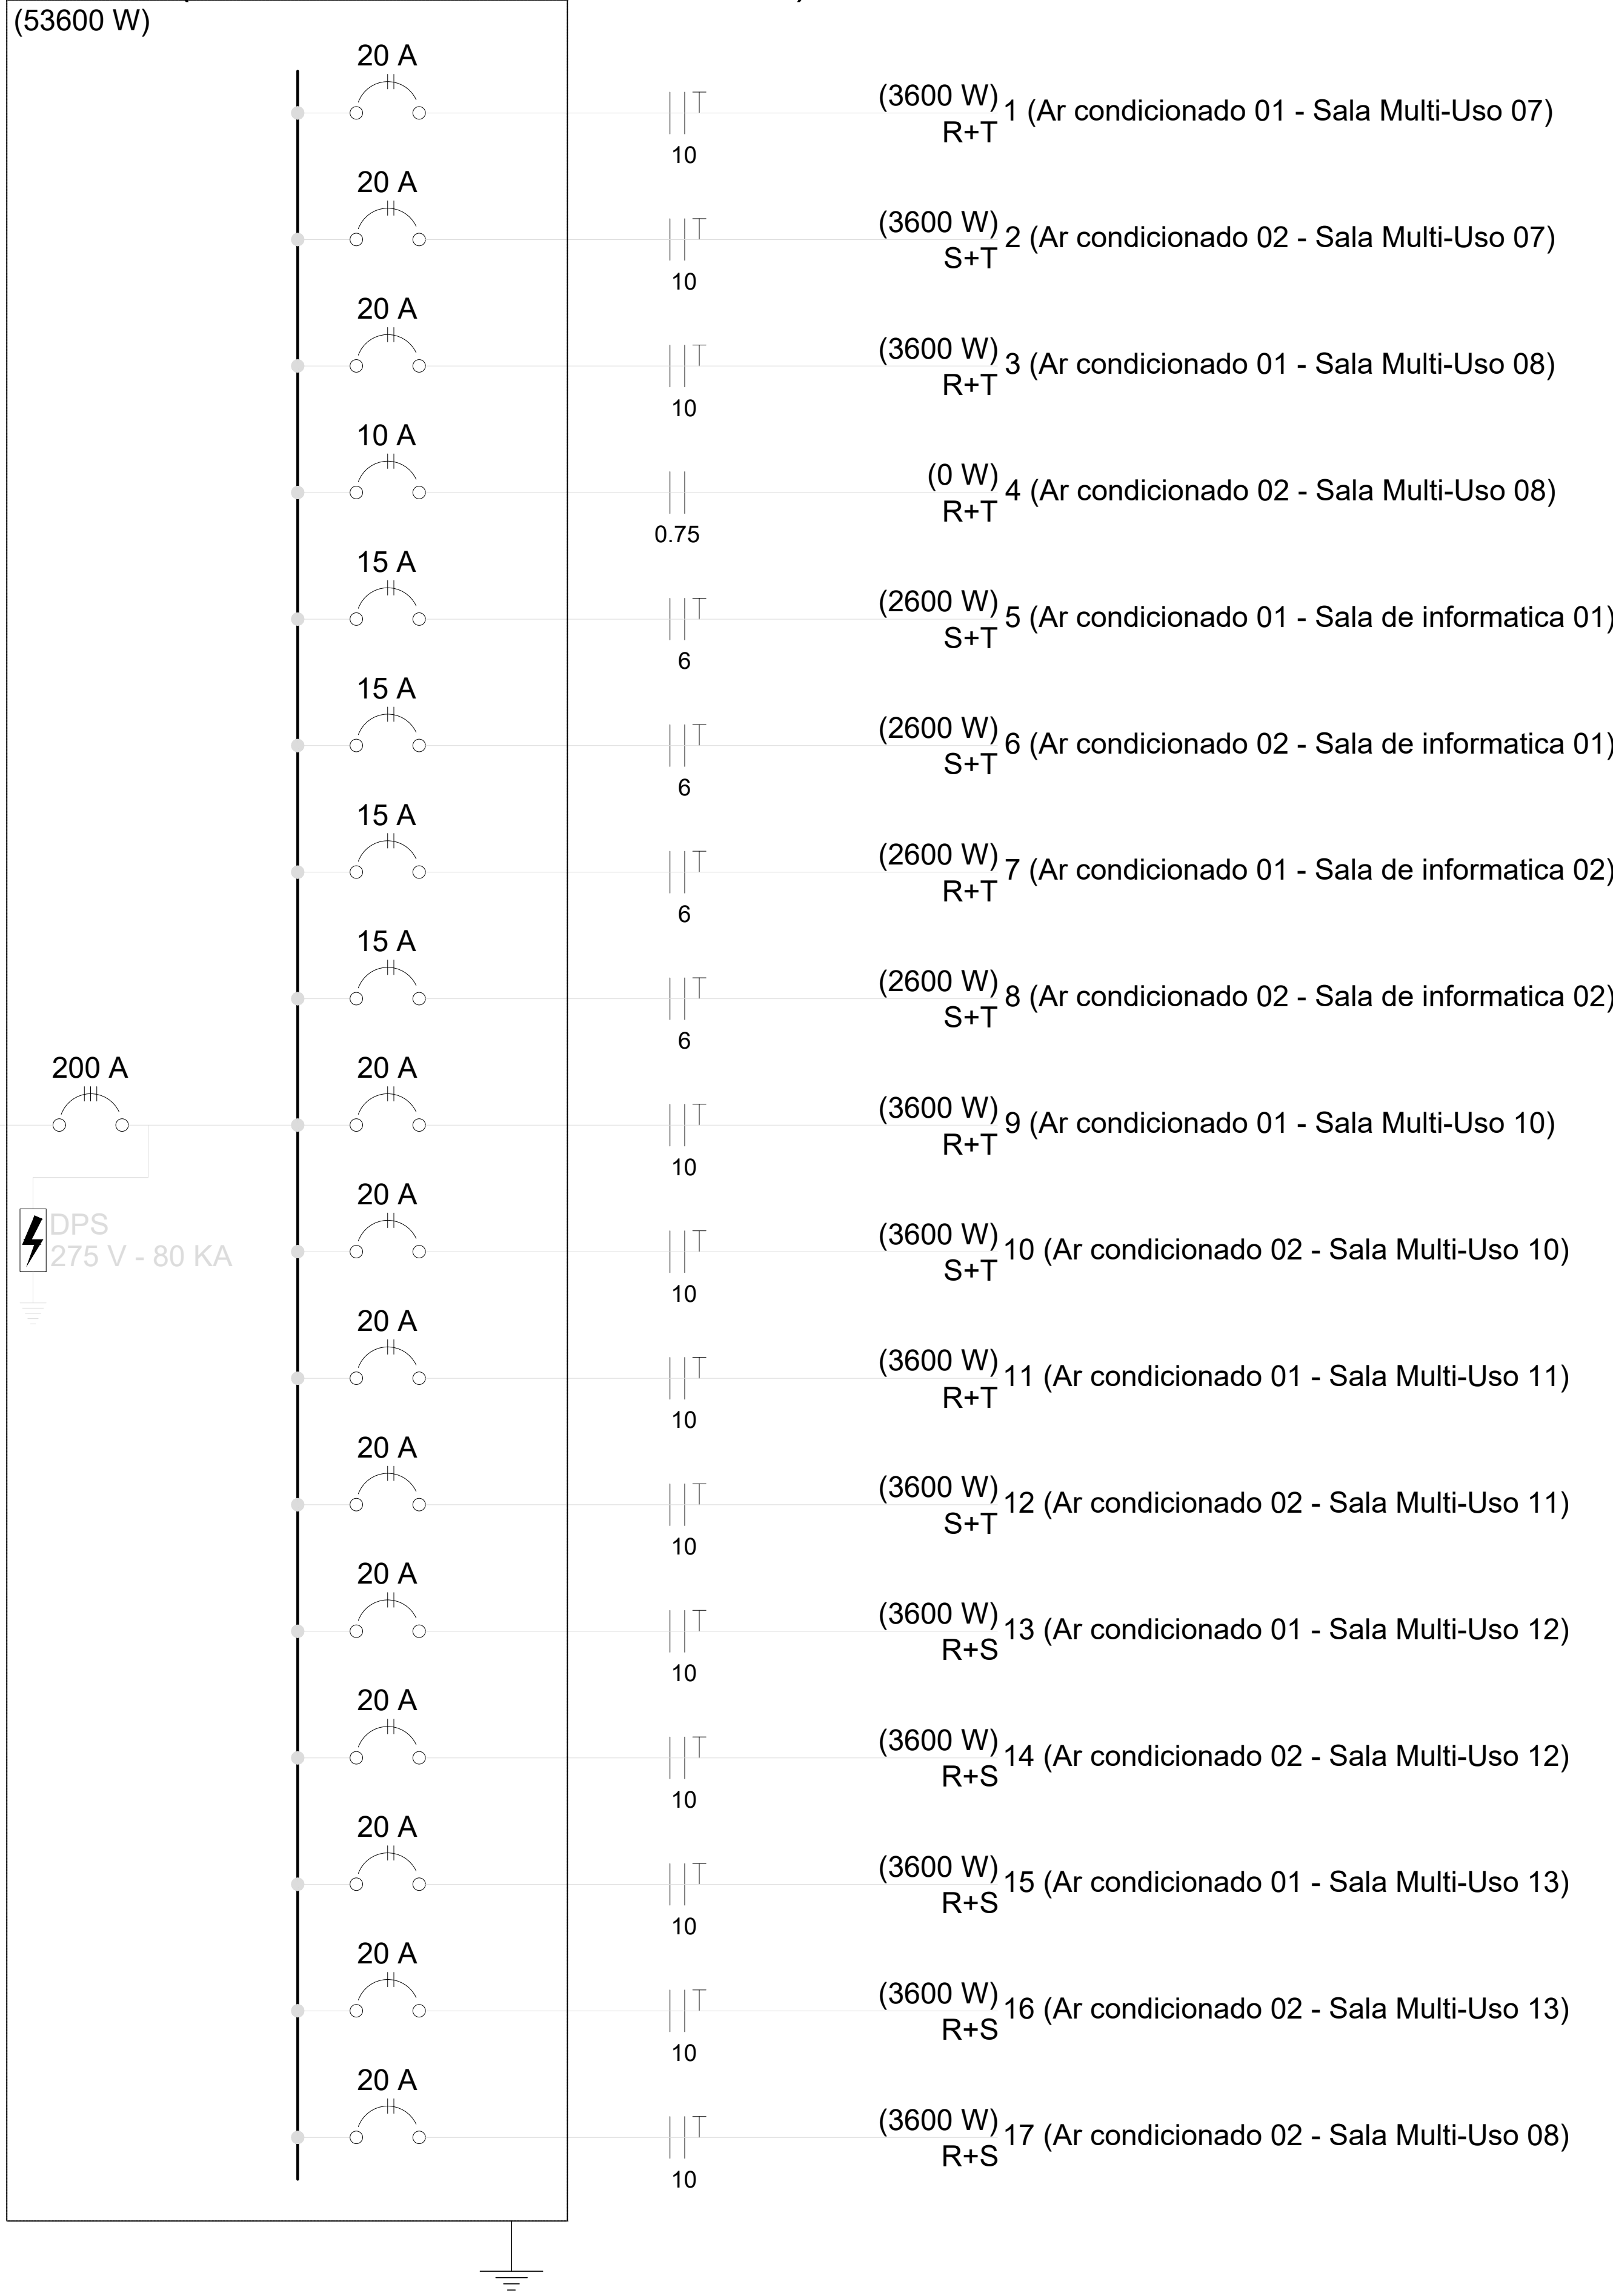 (53600 W)
20 A
(3600 W)
R+T
1 (Ar condicionado 01 - Sala Multi-Uso 07)
10
20 A
(3600 W)
S+T
2 (Ar condicionado 02 - Sala Multi-Uso 07)
10
20 A
(3600 W)
R+T
3 (Ar condicionado 01 - Sala Multi-Uso 08)
10
10 A
(0 W)
R+T
4 (Ar condicionado 02 - Sala Multi-Uso 08)
0.75
15 A
(2600 W)
S+T
5 (Ar condicionado 01 - Sala de informatica 01)
6
15 A
(2600 W)
S+T
6 (Ar condicionado 02 - Sala de informatica 01)
6
15 A
(2600 W)
R+T
7 (Ar condicionado 01 - Sala de informatica 02)
6
15 A
(2600 W)
S+T
8 (Ar condicionado 02 - Sala de informatica 02)
6
200 A
20 A
(3600 W)
R+T
9 (Ar condicionado 01 - Sala Multi-Uso 10)
10
DPS
275 V - 80 KA
20 A
(3600 W)
S+T
10 (Ar condicionado 02 - Sala Multi-Uso 10)
10
20 A
(3600 W)
R+T
11 (Ar condicionado 01 - Sala Multi-Uso 11)
10
20 A
(3600 W)
S+T
12 (Ar condicionado 02 - Sala Multi-Uso 11)
10
20 A
(3600 W)
R+S
13 (Ar condicionado 01 - Sala Multi-Uso 12)
10
20 A
(3600 W)
R+S
14 (Ar condicionado 02 - Sala Multi-Uso 12)
10
20 A
(3600 W)
R+S
15 (Ar condicionado 01 - Sala Multi-Uso 13)
10
20 A
(3600 W)
R+S
16 (Ar condicionado 02 - Sala Multi-Uso 13)
10
20 A
(3600 W)
R+S
17 (Ar condicionado 02 - Sala Multi-Uso 08)
10